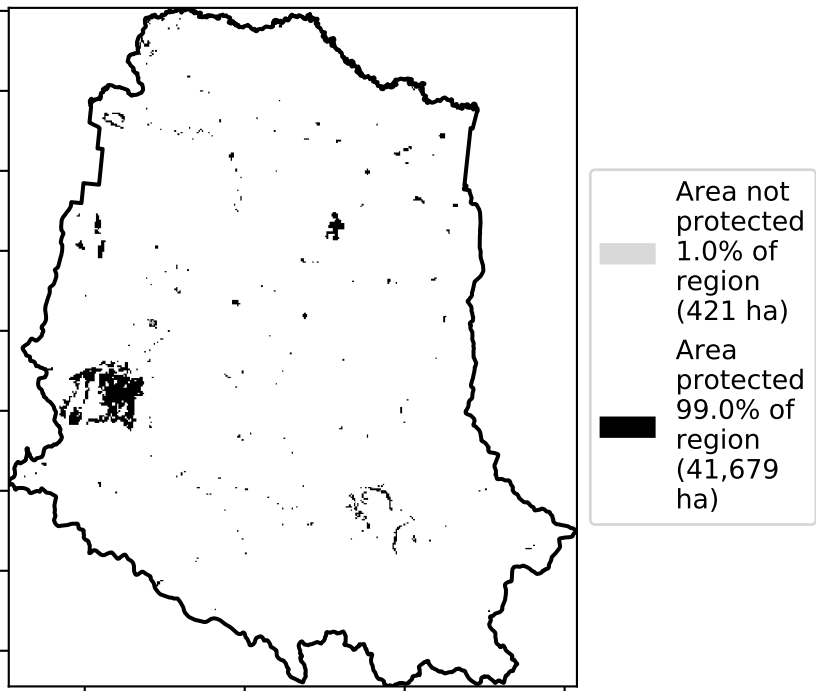 Area not
protected
1.0% of
region
(421 ha)
Area
protected
99.0% of
region
(41,679
ha)